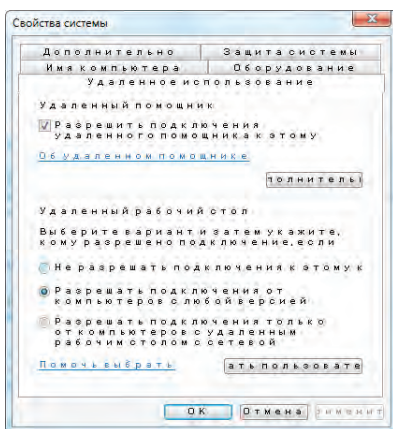 Свойства системы
Дополнительно
Защита системы
Имя компьютера
Оборудование
Удаленное использование
Удаленный помощник
Разрешить подключения
удаленного помощника к этому
Об удаленном помощнике
полнитель
Удаленный рабочий стол
Выберите вариант и затем укажите,
кому разрешено подключение, если
Не разрешать подключения к этому к
Разрешать подключения от
компьютеров с любой версией
Разрешать подключения только
от компьютеров с удаленным
рабочим столом с сетевой
Помочь выбрать
ать пользовате
ОК
Отмена